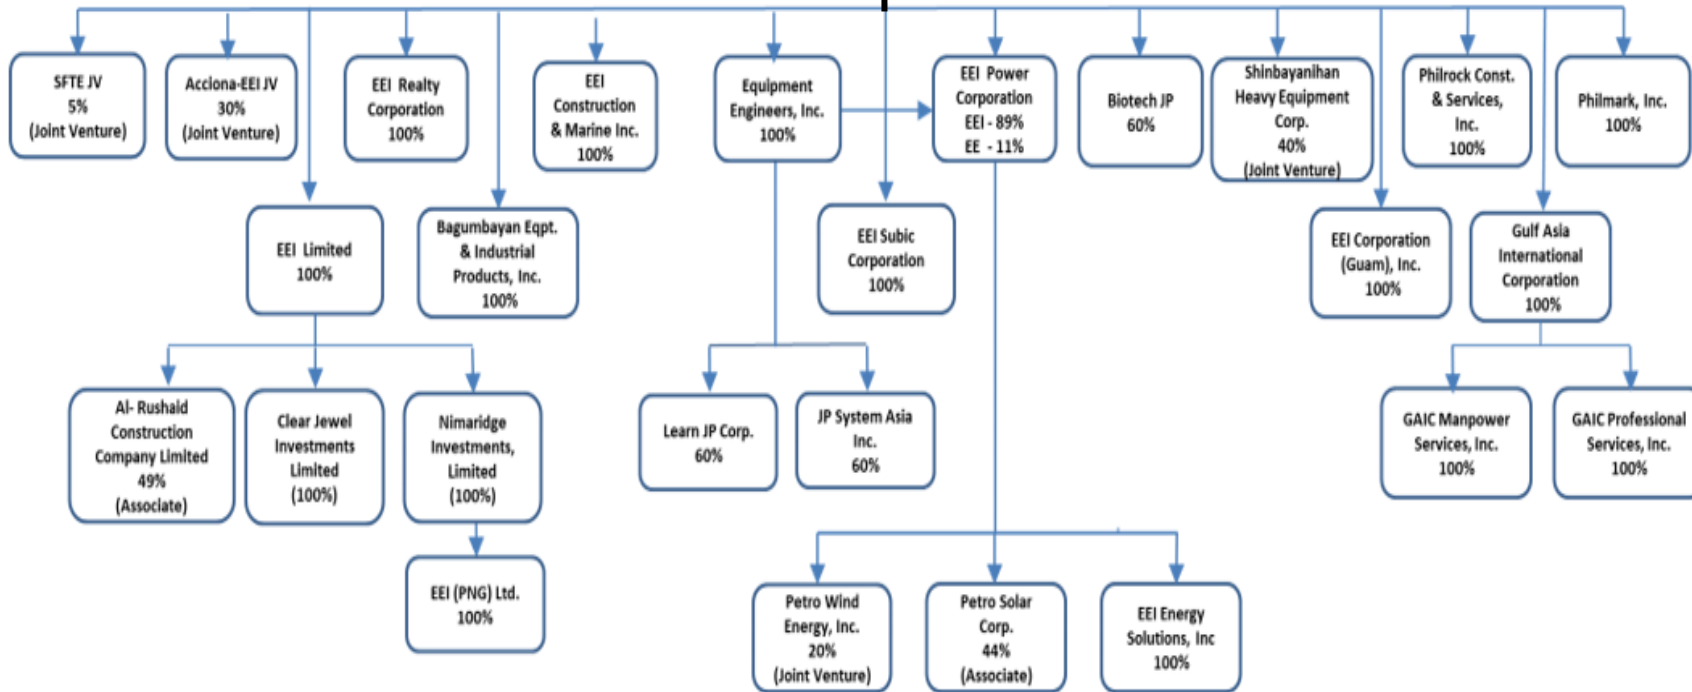 SFTE JV
5%
(Joint Venture)
Acciona-EEI JV
30%
(Joint Venture)
EEI Realty
Corporation
100%
EEI
Construction
& Marine Inc.
100%
Equipment
Engineers, Inc.
100%
EEI Power
Corporation
EEI - 89%
EE - 11%
Biotech JP
60%
Shinbayanihan
Heavy Equipment
Corp.
40%
(Joint Venture)
Philrock Const.
& Services,
Inc.
100%
Philmark, Inc.
100%
EEI Limited
100%
Bagumbayan Eqpt.
& Industrial
Products, Inc.
100%
EEI Subic
Corporation
100%
EEI Corporation
(Guam), Inc.
100%
Gulf Asia
International
Corporation
100%
Al- Rushaid
Construction
Company Limited
49%
(Associate)
Clear Jewel
Investments
Limited
(100%)
Nimaridge
Investments,
Limited
(100%)
Learn JP Corp.
60%
JP System Asia
Inc.
60%
GAIC Manpower
Services, Inc.
100%
GAIC Professional
Services, Inc.
100%
EEI (PNG) Ltd.
100%
Petro Wind
Energy, Inc.
20%
(Joint Venture)
Petro Solar
Corp.
44%
(Associate)
EEI Energy
Solutions, Inc
100%